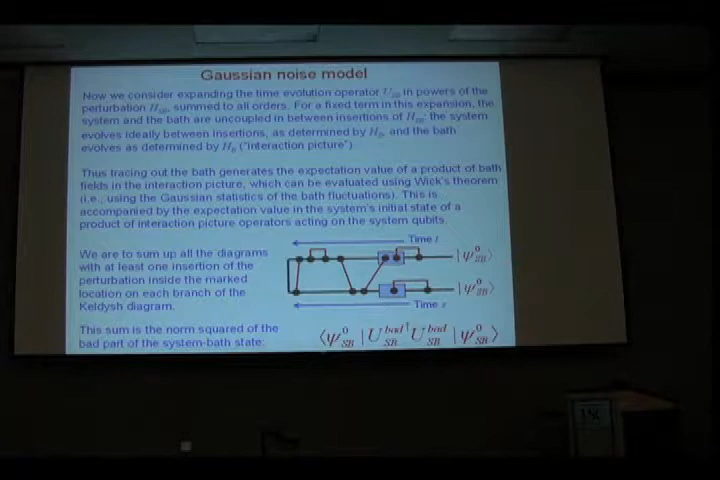 Gaussian noise model
Now we consider expanding the time evolution operator U_SB in powers of the
perturbation H_SB, summed to all orders. For a fixed term in this expansion, the
system and the bath are uncoupled in between insertions of H_SB: the system
evolves ideally between insertions, as determined by H_S, and the bath
evolves as determined by H_B ("interaction picture")
Thus tracing out the bath generates the expectation value of a product of bath
fields in the interaction picture, which can be evaluated using Wick's theorem
(i.e., using the Gaussian statistics of the bath fluctuations). This is
accompanied by the expectation value in the system's initial state of a
product of interaction picture operators acting on the system qubits.
Time t
We are to sum up all the diagrams
with at least one insertion of the
perturbation inside the marked
location on each branch of the
Keldysh diagram.
|ψ⁰_SB⟩
|ψ⁰_SB⟩
Time s
This sum is the norm squared of the
bad part of the system-bath state:
⟨ψ⁰_SB | U^bad†_SB U^bad_SB | ψ⁰_SB⟩